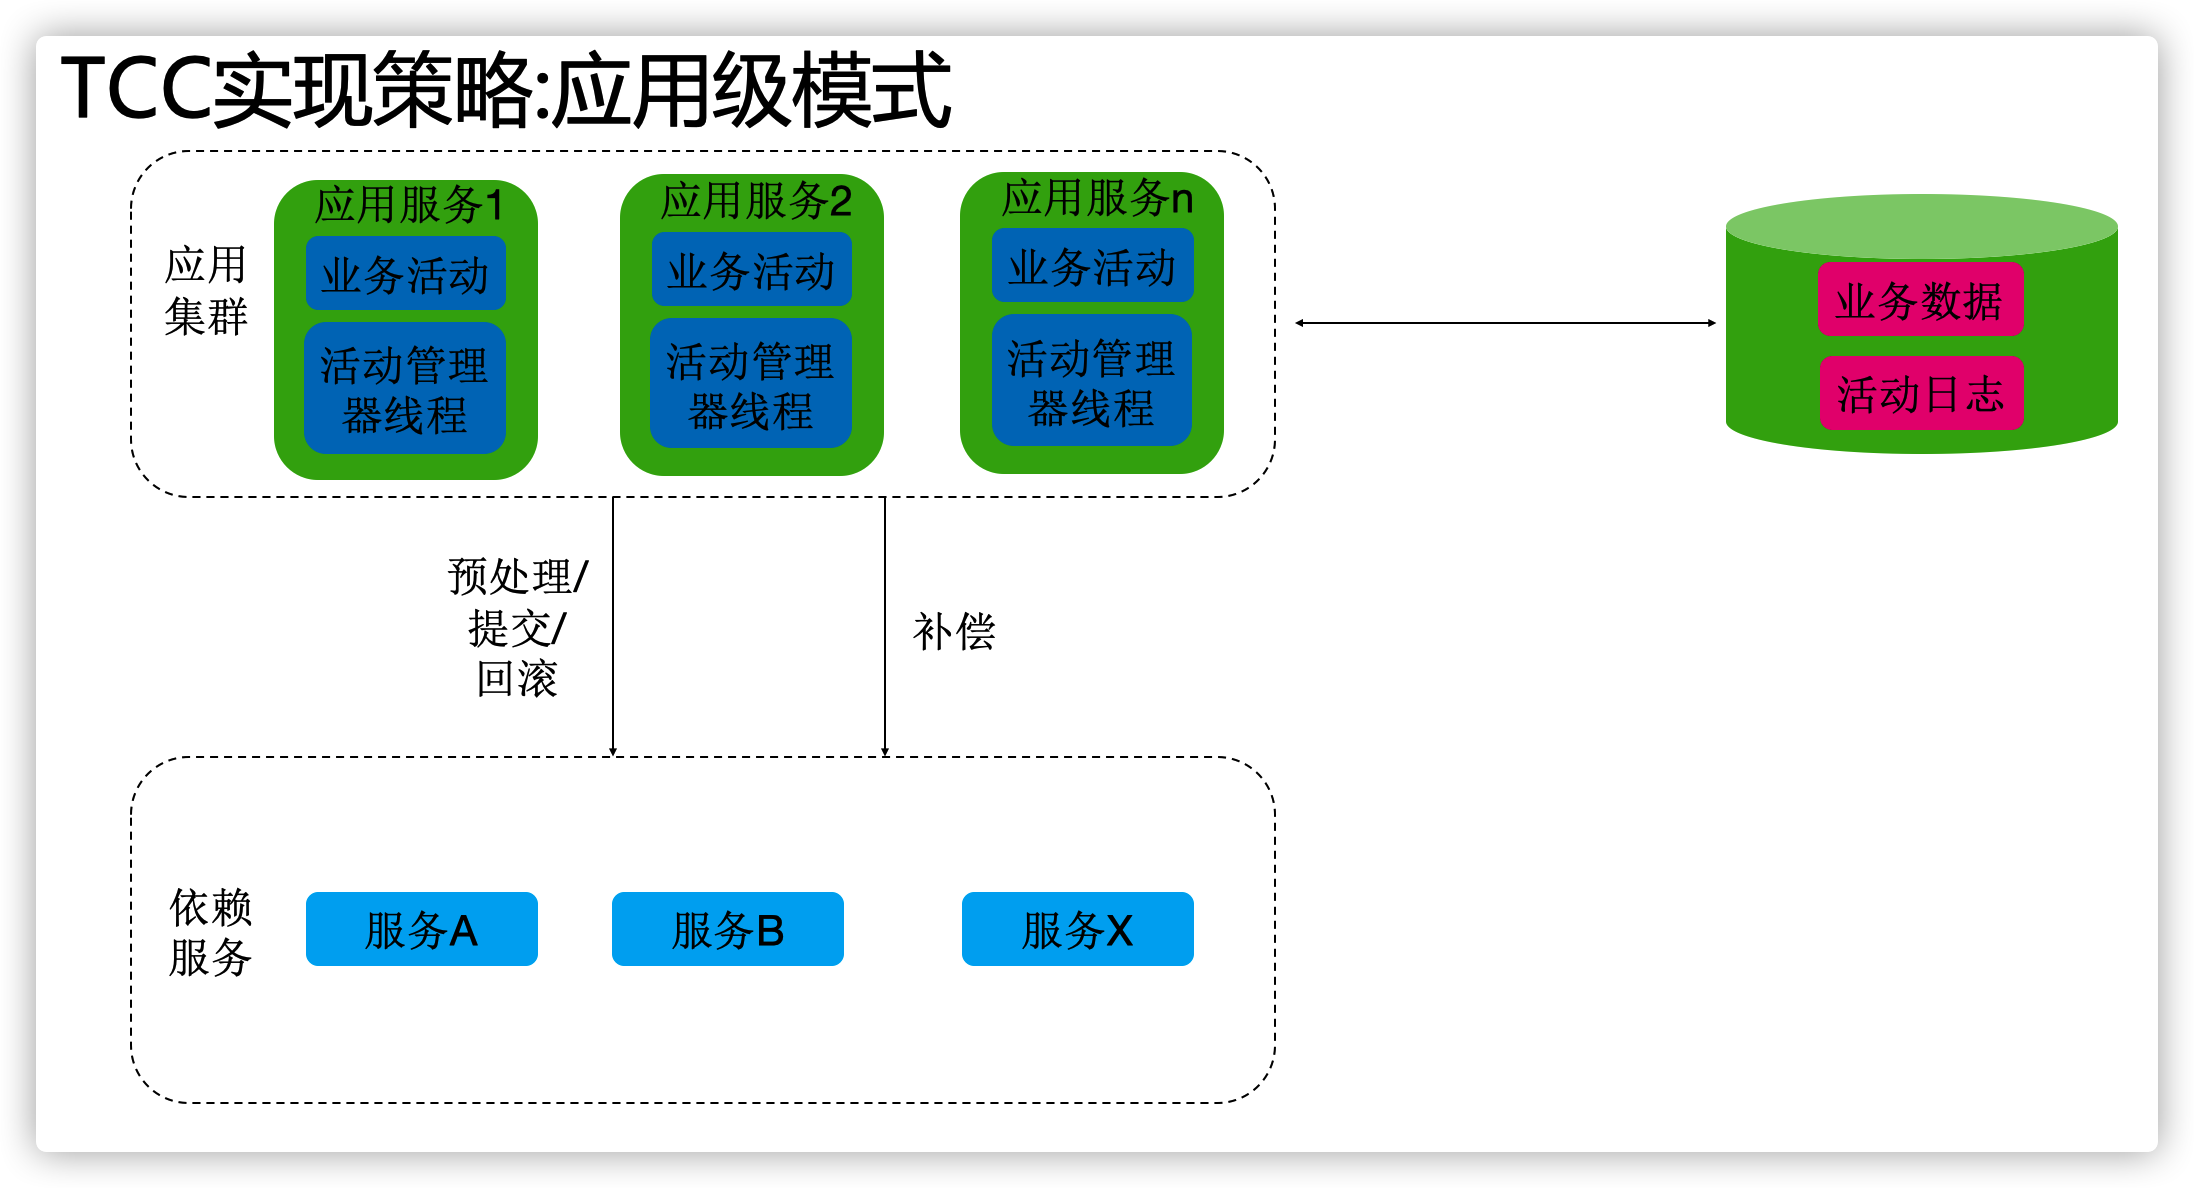 TCC实现策略:应用级模式
应用
集群
应用服务1
业务活动
活动管理
器线程
应用服务2
业务活动
活动管理
器线程
应用服务n
业务活动
活动管理
器线程
业务数据
活动日志
预处理/
提交/
回滚
补偿
依赖
服务
服务A
服务B
服务X